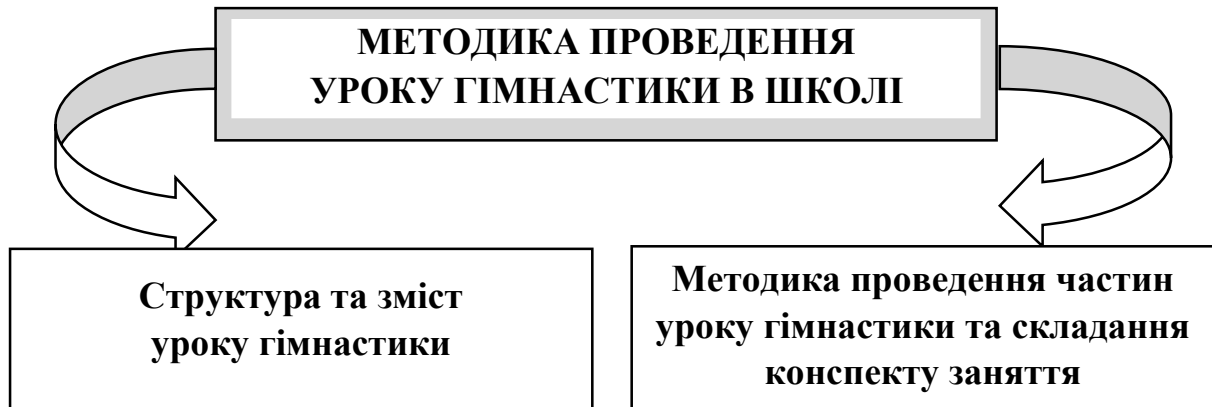 МЕТОДИКА ПРОВЕДЕННЯ
УРОКУ ГІМНАСТИКИ В ШКОЛІ
Структура та зміст
уроку гімнастики
Методика проведення частин
уроку гімнастики та складання
конспекту заняття